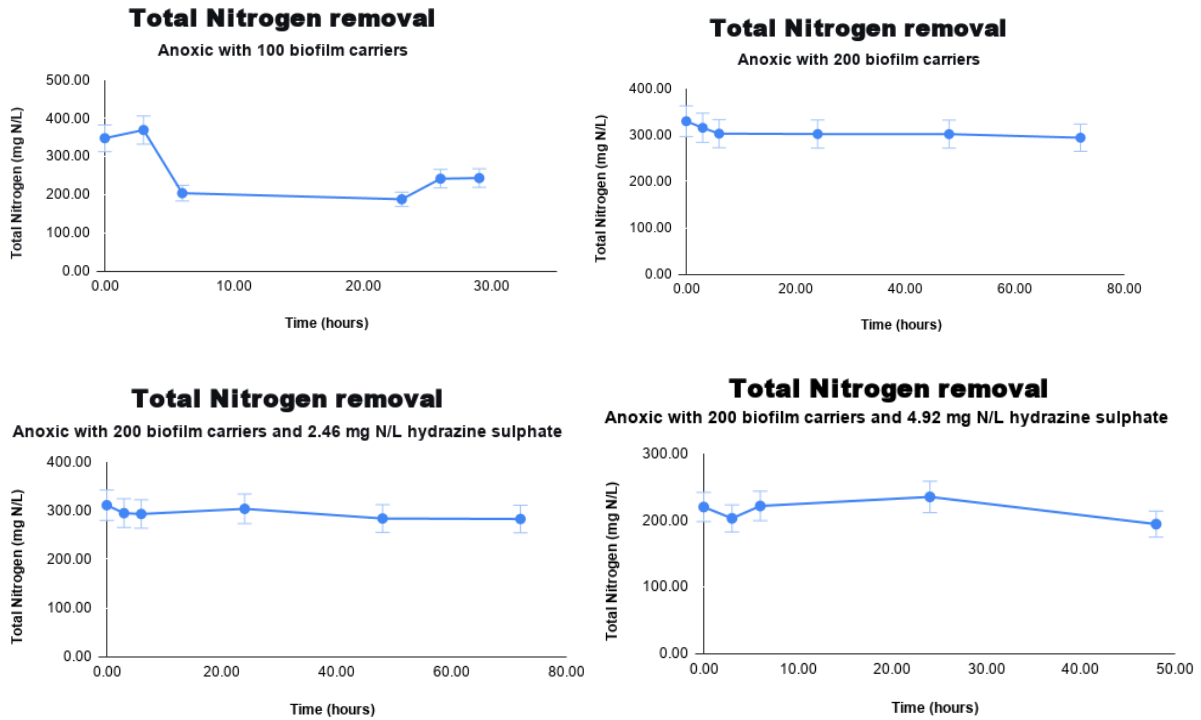 Total Nitrogen removal
Anoxic with 100 biofilm carriers
Total Nitrogen (mg N/L)
500.00
400.00
300.00
200.00
100.00
0.00
0.00 10.00 20.00 30.00
Time (hours)
Total Nitrogen removal
Anoxic with 200 biofilm carriers
Total Nitrogen (mg N/L)
400.00
300.00
200.00
100.00
0.00
0.00 20.00 40.00 60.00 80.00
Time (hours)
Total Nitrogen removal
Anoxic with 200 biofilm carriers and 2.46 mg N/L hydrazine sulphate
Total Nitrogen (mg N/L)
400.00
300.00
200.00
100.00
0.00
0.00 20.00 40.00 60.00 80.00
Time (hours)
Total Nitrogen removal
Anoxic with 200 biofilm carriers and 4.92 mg N/L hydrazine sulphate
Total Nitrogen (mg N/L)
300.00
200.00
100.00
0.00
0.00 10.00 20.00 30.00 40.00 50.00
Time (hours)